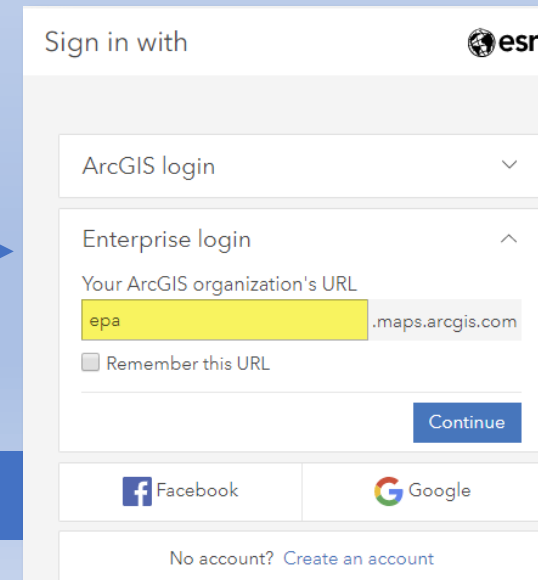 Sign in with
esr
ArcGIS login
Enterprise login
Your ArcGIS organization's URL
epa .maps.arcgis.com
Remember this URL
Continue
Facebook Google
No account? Create an account